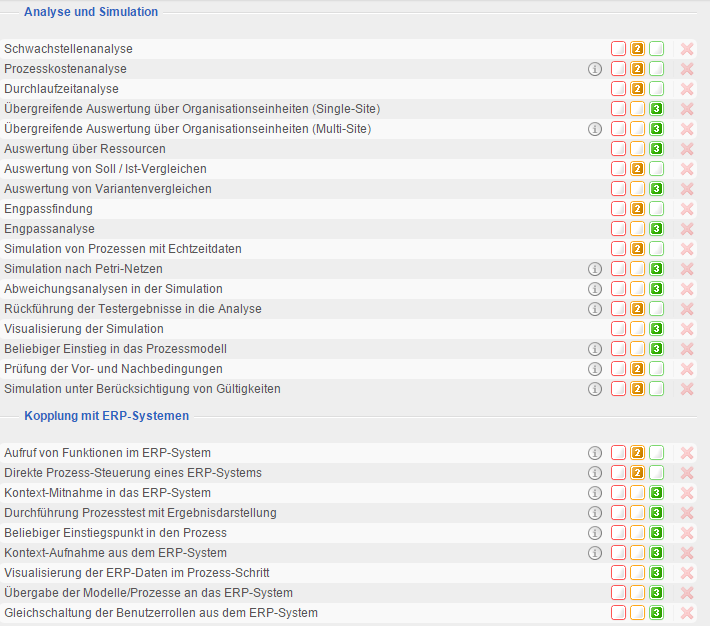 Analyse und Simulation
Schwachstellenanalyse 2
Prozesskostenanalyse i 2
Durchlaufzeitanalyse 2
Übergreifende Auswertung über Organisationseinheiten (Single-Site) 3
Übergreifende Auswertung über Organisationseinheiten (Multi-Site) i 3
Auswertung über Ressourcen 3
Auswertung von Soll / Ist-Vergleichen 2
Auswertung von Variantenvergleichen 3
Engpassfindung 2
Engpassanalyse 3
Simulation von Prozessen mit Echtzeitdaten 2
Simulation nach Petri-Netzen i 3
Abweichungsanalysen in der Simulation i 3
Rückführung der Testergebnisse in die Analyse i 2
Visualisierung der Simulation 3
Beliebiger Einstieg in das Prozessmodell i 3
Prüfung der Vor- und Nachbedingungen i 2
Simulation unter Berücksichtigung von Gültigkeiten i 2
Kopplung mit ERP-Systemen
Aufruf von Funktionen im ERP-System i 2
Direkte Prozess-Steuerung eines ERP-Systems i 2
Kontext-Mitnahme in das ERP-System i 3
Durchführung Prozesstest mit Ergebnisdarstellung i 3
Beliebiger Einstiegspunkt in den Prozess i 3
Kontext-Aufnahme aus dem ERP-System i 3
Visualisierung der ERP-Daten im Prozess-Schritt 3
Übergabe der Modelle/Prozesse an das ERP-System 3
Gleichschaltung der Benutzerrollen aus dem ERP-System 3